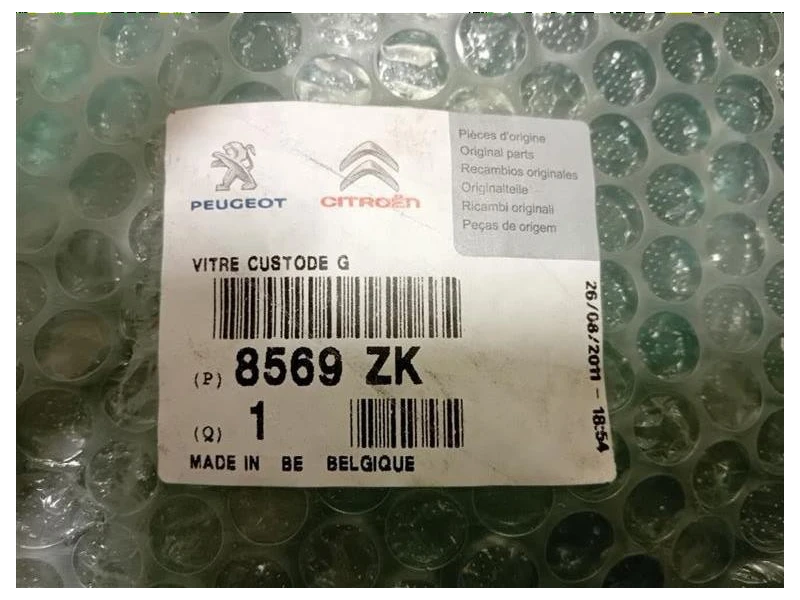 PEUGEOT
CITROËN
Pièces d'origine
Original parts
Recambios originales
Originalteile
Ricambi originali
Peças de origem
VITRE CUSTODE G
(P) 8569 ZK
(Q) 1
MADE IN BE BELGIQUE
26/08/2011 - 18:54